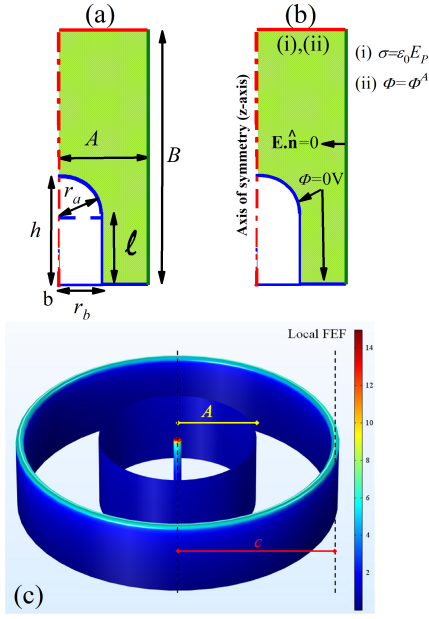 (a)
A
B
r_a
h
ℓ
b
r_b
(b)
(i),(ii)
(i) σ=ε₀E_P
(ii) Φ=Φ^A
Axis of symmetry (z-axis)
E.n̂=0
Φ=0V
Local FEF
14
12
10
8
6
4
2
A
c
(c)